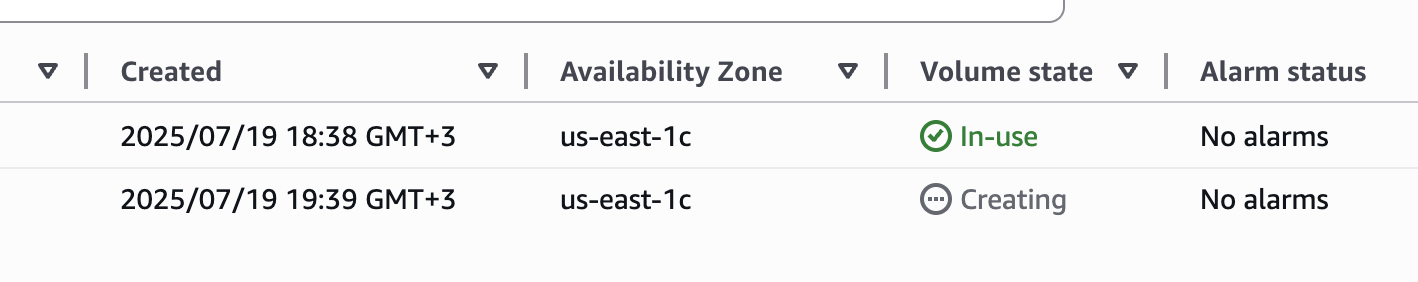 Created Availability Zone Volume state Alarm status
2025/07/19 18:38 GMT+3 us-east-1c In-use No alarms
2025/07/19 19:39 GMT+3 us-east-1c Creating No alarms